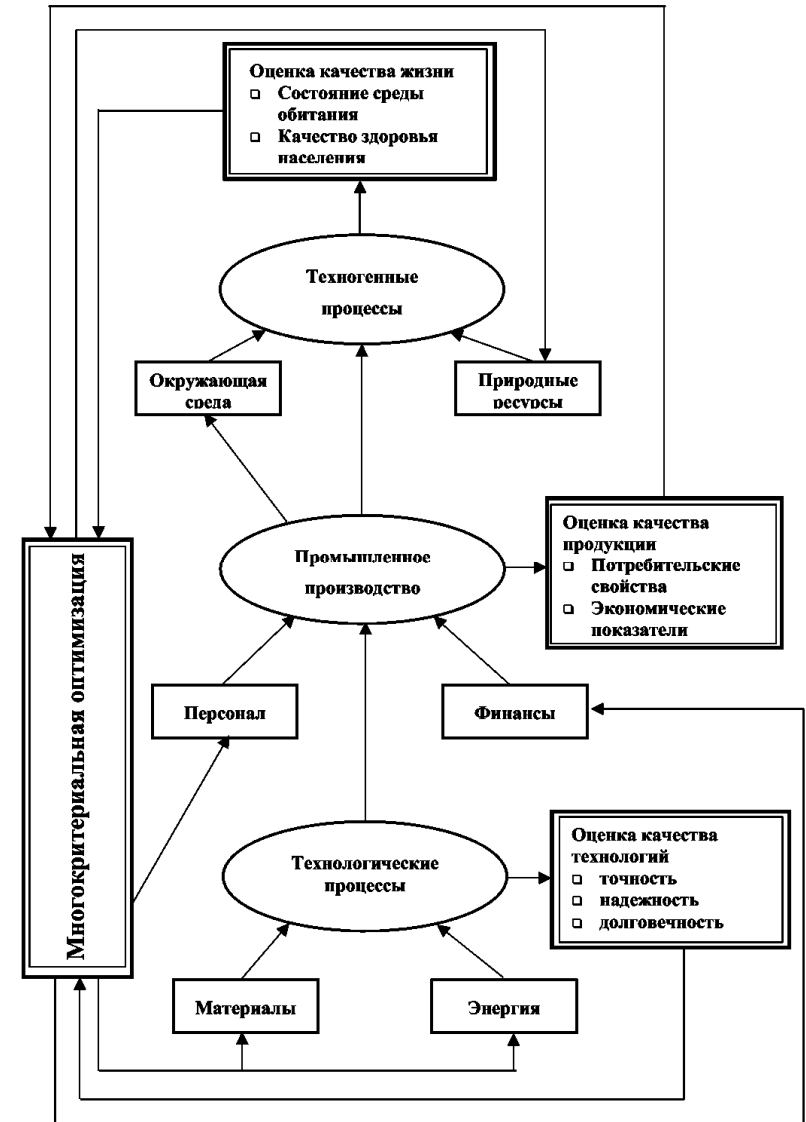 Оценка качества жизни
❑ Состояние среды
обитания
❑ Качество здоровья
населения
Техногенные
процессы
Окружающая
среда
Природные
ресурсы
Оценка качества
продукции
❑ Потребительские
свойства
❑ Экономические
показатели
Промышленное
производство
Многокритериальная оптимизация
Персонал
Финансы
Оценка качества
технологий
❑ точность
❑ надежность
❑ долговечность
Технологические
процессы
Материалы
Энергия